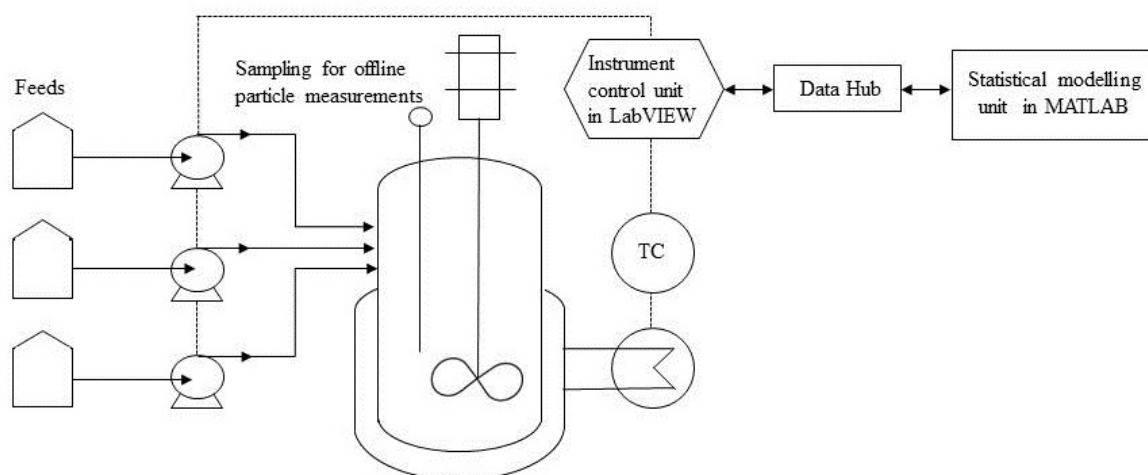 Feeds
Sampling for offline
particle measurements
Instrument
control unit
in LabVIEW
Data Hub
Statistical modelling
unit in MATLAB
TC